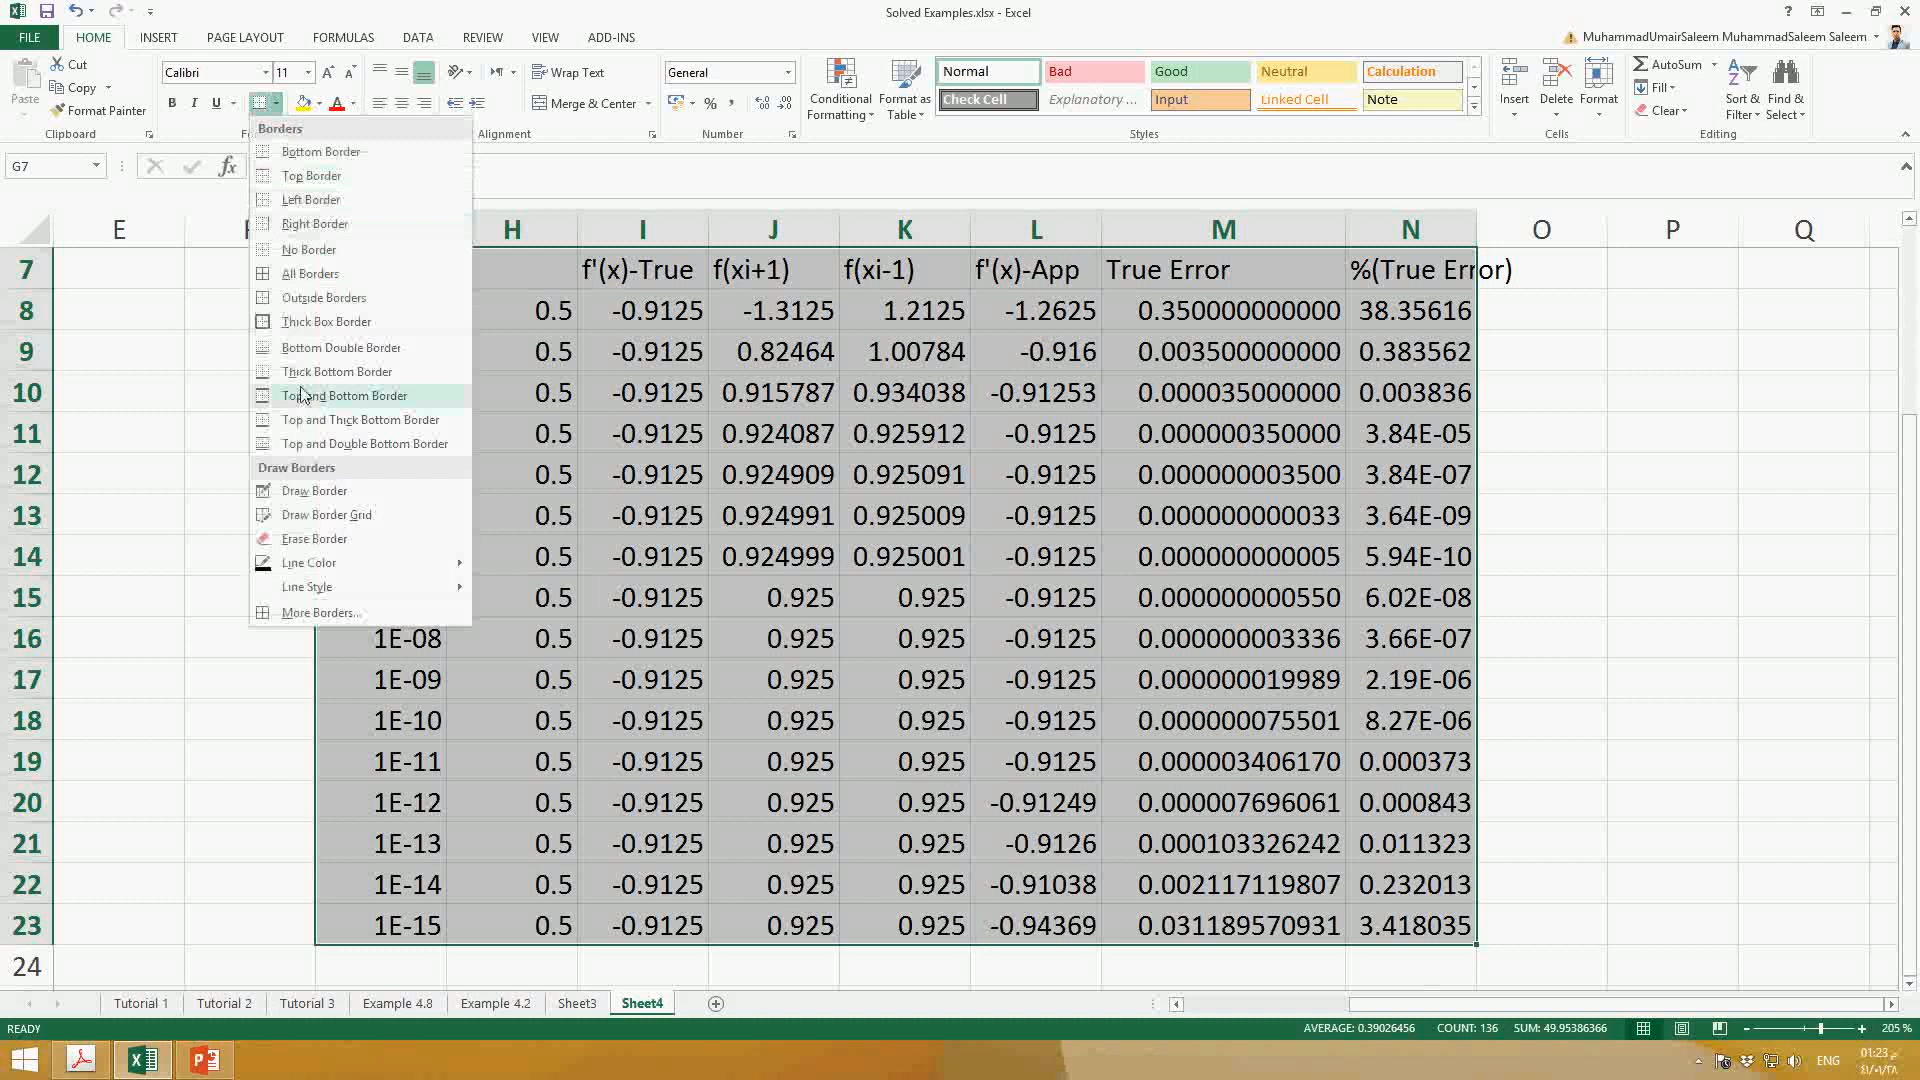 Solved Examples.xlsx - Excel
FILE HOME INSERT PAGE LAYOUT FORMULAS DATA REVIEW VIEW ADD-INS
MuhammadUmairSaleem MuhammadSaleem Saleem
Cut
Copy
Format Painter
Paste
Clipboard
Calibri 11
B I U
Wrap Text
Merge & Center
Alignment
General
% ,
Number
Conditional Formatting
Format as Table
Normal Bad Good Neutral Calculation
Check Cell Explanatory ... Input Linked Cell Note
Styles
Insert Delete Format
Cells
AutoSum
Fill
Clear
Sort & Filter
Find & Select
Editing
G7
fx
Borders
Bottom Border
Top Border
Left Border
Right Border
No Border
All Borders
Outside Borders
Thick Box Border
Bottom Double Border
Thick Bottom Border
Top and Bottom Border
Top and Thick Bottom Border
Top and Double Bottom Border
Draw Borders
Draw Border
Draw Border Grid
Erase Border
Line Color
Line Style
More Borders...
E H I J K L M N O P Q
7 f'(x)-True f(xi+1) f(xi-1) f'(x)-App True Error %(True Error)
8 0.5 -0.9125 -1.3125 1.2125 -1.2625 0.350000000000 38.35616
9 0.5 -0.9125 0.82464 1.00784 -0.916 0.003500000000 0.383562
10 0.5 -0.9125 0.915787 0.934038 -0.91253 0.000035000000 0.003836
11 0.5 -0.9125 0.924087 0.925912 -0.9125 0.000000350000 3.84E-05
12 0.5 -0.9125 0.924909 0.925091 -0.9125 0.000000003500 3.84E-07
13 0.5 -0.9125 0.924991 0.925009 -0.9125 0.000000000033 3.64E-09
14 0.5 -0.9125 0.924999 0.925001 -0.9125 0.000000000005 5.94E-10
15 0.5 -0.9125 0.925 0.925 -0.9125 0.000000000550 6.02E-08
16 1E-08 0.5 -0.9125 0.925 0.925 -0.9125 0.000000003336 3.66E-07
17 1E-09 0.5 -0.9125 0.925 0.925 -0.9125 0.000000019989 2.19E-06
18 1E-10 0.5 -0.9125 0.925 0.925 -0.9125 0.000000075501 8.27E-06
19 1E-11 0.5 -0.9125 0.925 0.925 -0.9125 0.000003406170 0.000373
20 1E-12 0.5 -0.9125 0.925 0.925 -0.91249 0.000007696061 0.000843
21 1E-13 0.5 -0.9125 0.925 0.925 -0.9126 0.000103326242 0.011323
22 1E-14 0.5 -0.9125 0.925 0.925 -0.91038 0.002117119807 0.232013
23 1E-15 0.5 -0.9125 0.925 0.925 -0.94369 0.031189570931 3.418035
24
Tutorial 1 Tutorial 2 Tutorial 3 Example 4.8 Example 4.2 Sheet3 Sheet4
READY
AVERAGE: 0.39026456 COUNT: 136 SUM: 49.95386366
205 %
ENG
01:23